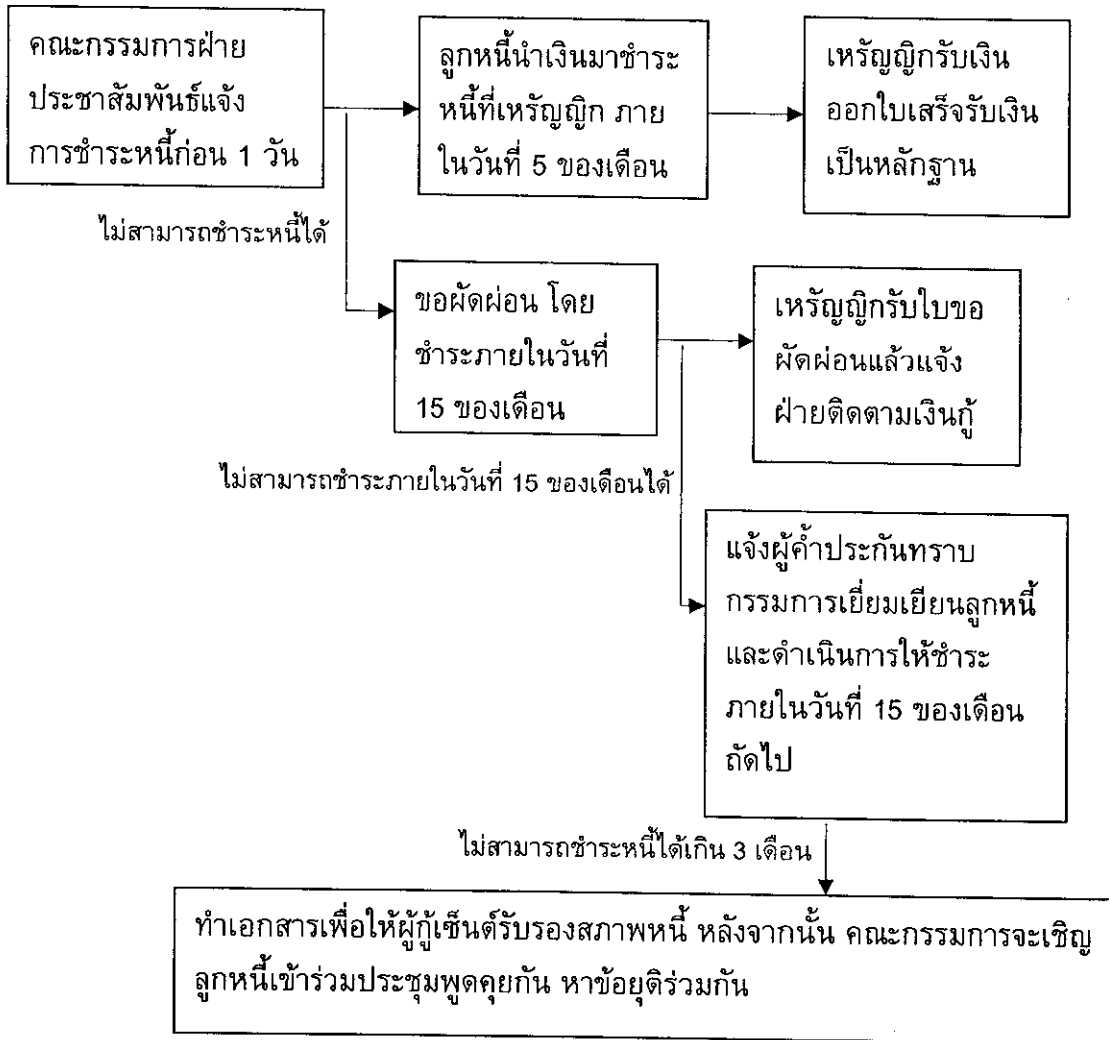 คณะกรรมการฝ่าย
ประชาสัมพันธ์แจ้ง
การชำระหนี้ก่อน 1 วัน
ลูกหนี้นำเงินมาชำระ
หนี้ที่เหรัญญิก ภาย
ในวันที่ 5 ของเดือน
เหรัญญิกรับเงิน
ออกใบเสร็จรับเงิน
เป็นหลักฐาน
ไม่สามารถชำระหนี้ได้
ขอผัดผ่อน โดย
ชำระภายในวันที่
15 ของเดือน
เหรัญญิกรับใบขอ
ผัดผ่อนแล้วแจ้ง
ฝ่ายติดตามเงินกู้
ไม่สามารถชำระภายในวันที่ 15 ของเดือนได้
แจ้งผู้ค้ำประกันทราบ
กรรมการเยี่ยมเยียนลูกหนี้
และดำเนินการให้ชำระ
ภายในวันที่ 15 ของเดือน
ถัดไป
ไม่สามารถชำระหนี้ได้เกิน 3 เดือน
ทำเอกสารเพื่อให้ผู้กู้เซ็นต์รับรองสภาพหนี้ หลังจากนั้น คณะกรรมการจะเชิญ
ลูกหนี้เข้าร่วมประชุมพูดคุยกัน หาข้อยุติร่วมกัน